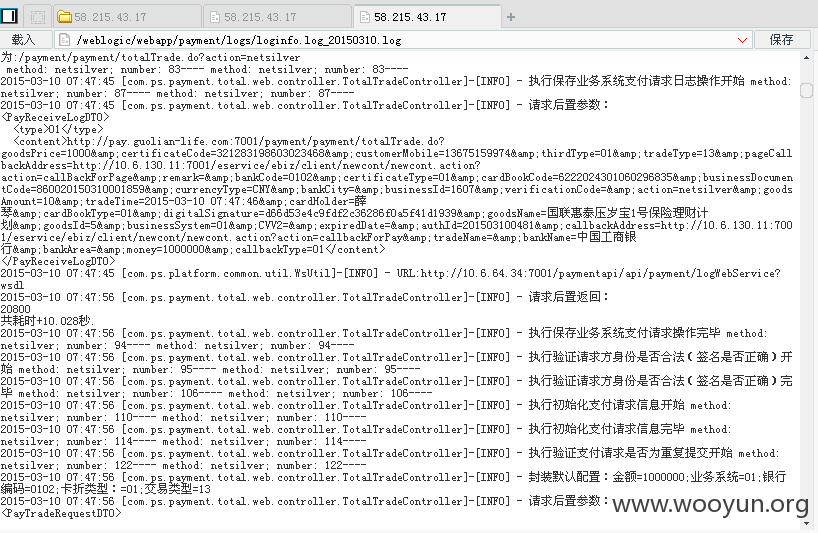 58.215.43.17
58.215.43.17
58.215.43.17
载入
/weblogic/webapp/payment/logs/loginfo.log_20150310.log
保存
为:/payment/payment/totalTrade.do?action=netsilver
method: netsilver; number: 83---- method: netsilver; number: 83----
2015-03-10 07:47:45 [com.ps.payment.total.web.controller.TotalTradeController]-[INFO] - 执行保存业务系统支付请求日志操作开始 method:
netsilver; number: 87---- method: netsilver; number: 87----
2015-03-10 07:47:45 [com.ps.payment.total.web.controller.TotalTradeController]-[INFO] - 请求后置参数：
<PayReceiveLogDTO>
<type>01</type>
<content>http://pay.guolian-life.com:7001/payment/payment/totalTrade.do?
goodsPrice=1000&amp;certificateCode=321283198603023468&amp;customerMobile=13675159974&amp;thirdType=01&amp;tradeType=13&amp;pageCall
backAddress=http://10.6.130.11:7001/eservice/ebiz/client/newcont/newcont.action?
action=callBackForPage&amp;remark=&amp;bankCode=0102&amp;certificateType=01&amp;cardBookCode=6222024301060296835&amp;businessDocumen
tCode=860020150310001859&amp;currencyType=CNY&amp;bankCity=&amp;businessId=1607&amp;verificationCode=&amp;action=netsilver&amp;goods
Amount=10&amp;tradeTime=2015-03-10 07:47:46&amp;cardHolder=薛
琴&amp;cardBookType=01&amp;digitalSignature=d66d53e4c9fdf2c36286f0a5f41d1939&amp;goodsName=国联惠泰压岁宝1号保险理财计
划&amp;goodsId=5&amp;businessSystem=01&amp;CVV2=&amp;expiredDate=&amp;authId=201503100481&amp;callbackAddress=http://10.6.130.11:700
1/eservice/ebiz/client/newcont/newcont.action?action=callbackForPay&amp;tradeName=&amp;bankName=中国工商银
行&amp;bankArea=&amp;money=1000000&amp;callbackType=01</content>
</PayReceiveLogDTO>
2015-03-10 07:47:45 [com.ps.platform.common.util.WsUtil]-[INFO] - URL:http://10.6.64.34:7001/paymentapi/api/payment/logWebService?
wsdl
2015-03-10 07:47:56 [com.ps.payment.total.web.controller.TotalTradeController]-[INFO] - 请求后置返回：
20800
共耗时+10.028秒.
2015-03-10 07:47:56 [com.ps.payment.total.web.controller.TotalTradeController]-[INFO] - 执行保存业务系统支付请求操作完毕 method:
netsilver; number: 94---- method: netsilver; number: 94----
2015-03-10 07:47:56 [com.ps.payment.total.web.controller.TotalTradeController]-[INFO] - 执行验证请求方身份是否合法（签名是否正确）开
始 method: netsilver; number: 95---- method: netsilver; number: 95----
2015-03-10 07:47:56 [com.ps.payment.total.web.controller.TotalTradeController]-[INFO] - 执行验证请求方身份是否合法（签名是否正确）完
毕 method: netsilver; number: 106---- method: netsilver; number: 106----
2015-03-10 07:47:56 [com.ps.payment.total.web.controller.TotalTradeController]-[INFO] - 执行初始化支付请求信息开始 method:
netsilver; number: 110---- method: netsilver; number: 110----
2015-03-10 07:47:56 [com.ps.payment.total.web.controller.TotalTradeController]-[INFO] - 执行初始化支付请求信息完毕 method:
netsilver; number: 114---- method: netsilver; number: 114----
2015-03-10 07:47:56 [com.ps.payment.total.web.controller.TotalTradeController]-[INFO] - 执行验证支付请求是否为重复提交开始 method:
netsilver; number: 122---- method: netsilver; number: 122----
2015-03-10 07:47:56 [com.ps.payment.total.web.controller.TotalTradeController]-[INFO] - 封装默认配置：金额=1000000;业务系统=01;银行
编码=0102;卡折类型：=01;交易类型=13
2015-03-10 07:47:56 [com.ps.payment.total.web.controller.TotalTradeController]-[INFO] - 请求后置参数：
<PayTradeRequestDTO>
www.wooyun.org